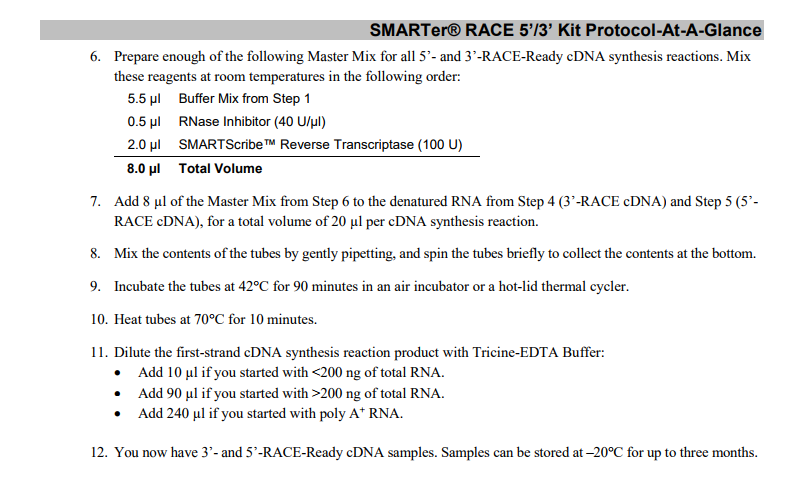 SMARTer® RACE 5’/3’ Kit Protocol-At-A-Glance
6. Prepare enough of the following Master Mix for all 5’- and 3’-RACE-Ready cDNA synthesis reactions. Mix
these reagents at room temperatures in the following order:
5.5 µl Buffer Mix from Step 1
0.5 µl RNase Inhibitor (40 U/µl)
2.0 µl SMARTScribe™ Reverse Transcriptase (100 U)
8.0 µl Total Volume
7. Add 8 µl of the Master Mix from Step 6 to the denatured RNA from Step 4 (3’-RACE cDNA) and Step 5 (5’-
RACE cDNA), for a total volume of 20 µl per cDNA synthesis reaction.
8. Mix the contents of the tubes by gently pipetting, and spin the tubes briefly to collect the contents at the bottom.
9. Incubate the tubes at 42°C for 90 minutes in an air incubator or a hot-lid thermal cycler.
10. Heat tubes at 70°C for 10 minutes.
11. Dilute the first-strand cDNA synthesis reaction product with Tricine-EDTA Buffer:
• Add 10 µl if you started with <200 ng of total RNA.
• Add 90 µl if you started with >200 ng of total RNA.
• Add 240 µl if you started with poly A⁺ RNA.
12. You now have 3’- and 5’-RACE-Ready cDNA samples. Samples can be stored at –20°C for up to three months.